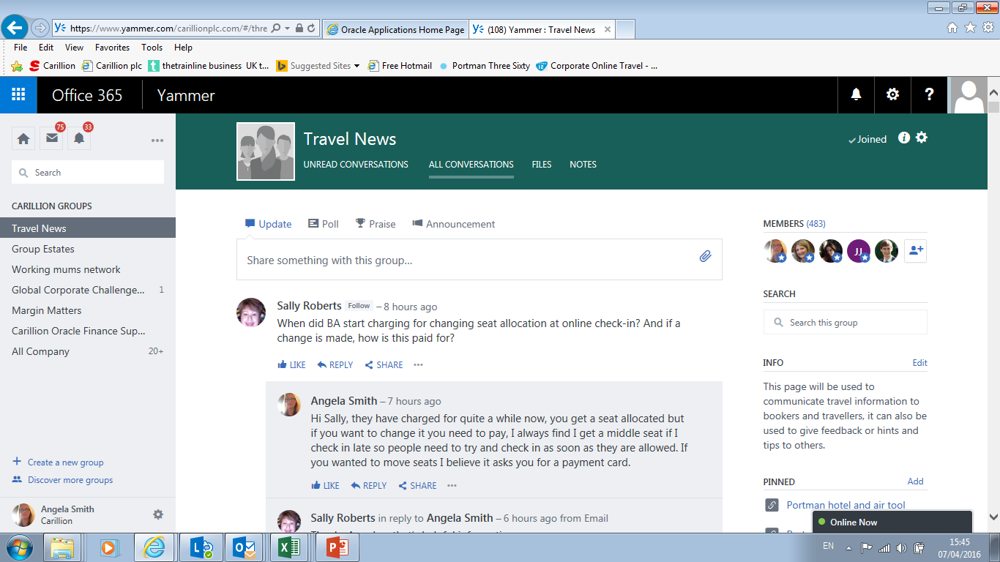 https://www.yammer.com/carillionplc.com/#/thre
Oracle Applications Home Page
(108) Yammer : Travel News
File Edit View Favorites Tools Help
Carillion
Carillion plc
thetrainline business UK t...
Suggested Sites
Free Hotmail
Portman Three Sixty
Corporate Online Travel - ...
Office 365
Yammer
?
75
33
Search
CARILLION GROUPS
Travel News
Group Estates
Working mums network
Global Corporate Challenge... 1
Margin Matters
Carillion Oracle Finance Sup...
All Company 20+
Create a new group
Discover more groups
Angela Smith
Carillion
Travel News
Joined
UNREAD CONVERSATIONS ALL CONVERSATIONS FILES NOTES
Update Poll Praise Announcement
Share something with this group...
Sally Roberts Follow – 8 hours ago
When did BA start charging for changing seat allocation at online check-in? And if a
change is made, how is this paid for?
LIKE REPLY SHARE
Angela Smith – 7 hours ago
Hi Sally, they have charged for quite a while now, you get a seat allocated but
if you want to change it you need to pay, I always find I get a middle seat if I
check in late so people need to try and check in as soon as they are allowed. If
you wanted to move seats I believe it asks you for a payment card.
LIKE REPLY SHARE
Sally Roberts in reply to Angela Smith – 6 hours ago from Email
MEMBERS (483)
JJ
SEARCH
Search this group
INFO Edit
This page will be used to
communicate travel information to
bookers and travellers, it can also be
used to give feedback or hints and
tips to others.
PINNED Add
Portman hotel and air tool
Online Now
EN
15:45
07/04/2016